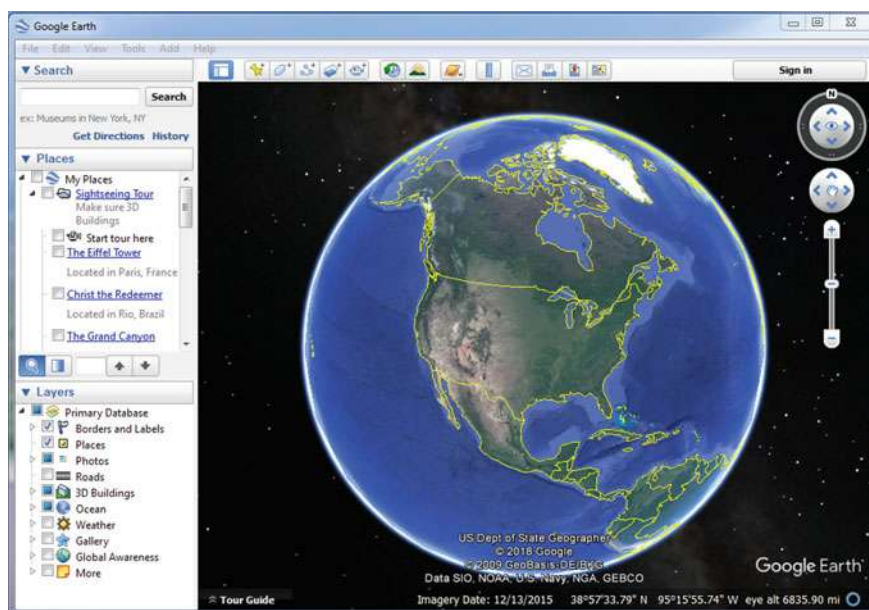 Google Earth
File Edit View Tools Add Help
Search
Sign in
Search
ex: Museums in New York, NY
Get Directions History
Places
My Places
Sightseeing Tour
Make sure 3D
Buildings
Start tour here
The Eiffel Tower
Located in Paris, France
Christ the Redeemer
Located in Rio, Brazil
The Grand Canyon
Layers
Primary Database
Borders and Labels
Places
Photos
Roads
3D Buildings
Ocean
Weather
Gallery
Global Awareness
More
N
US Dept of State Geographer
© 2018 Google
© 2009 GeoBasis-DE/BKG
Data SIO, NOAA, U.S. Navy, NGA, GEBCO
Google Earth
Tour Guide
Imagery Date: 12/13/2015 38°57'33.79" N 95°15'55.74" W eye alt 6835.90 mi